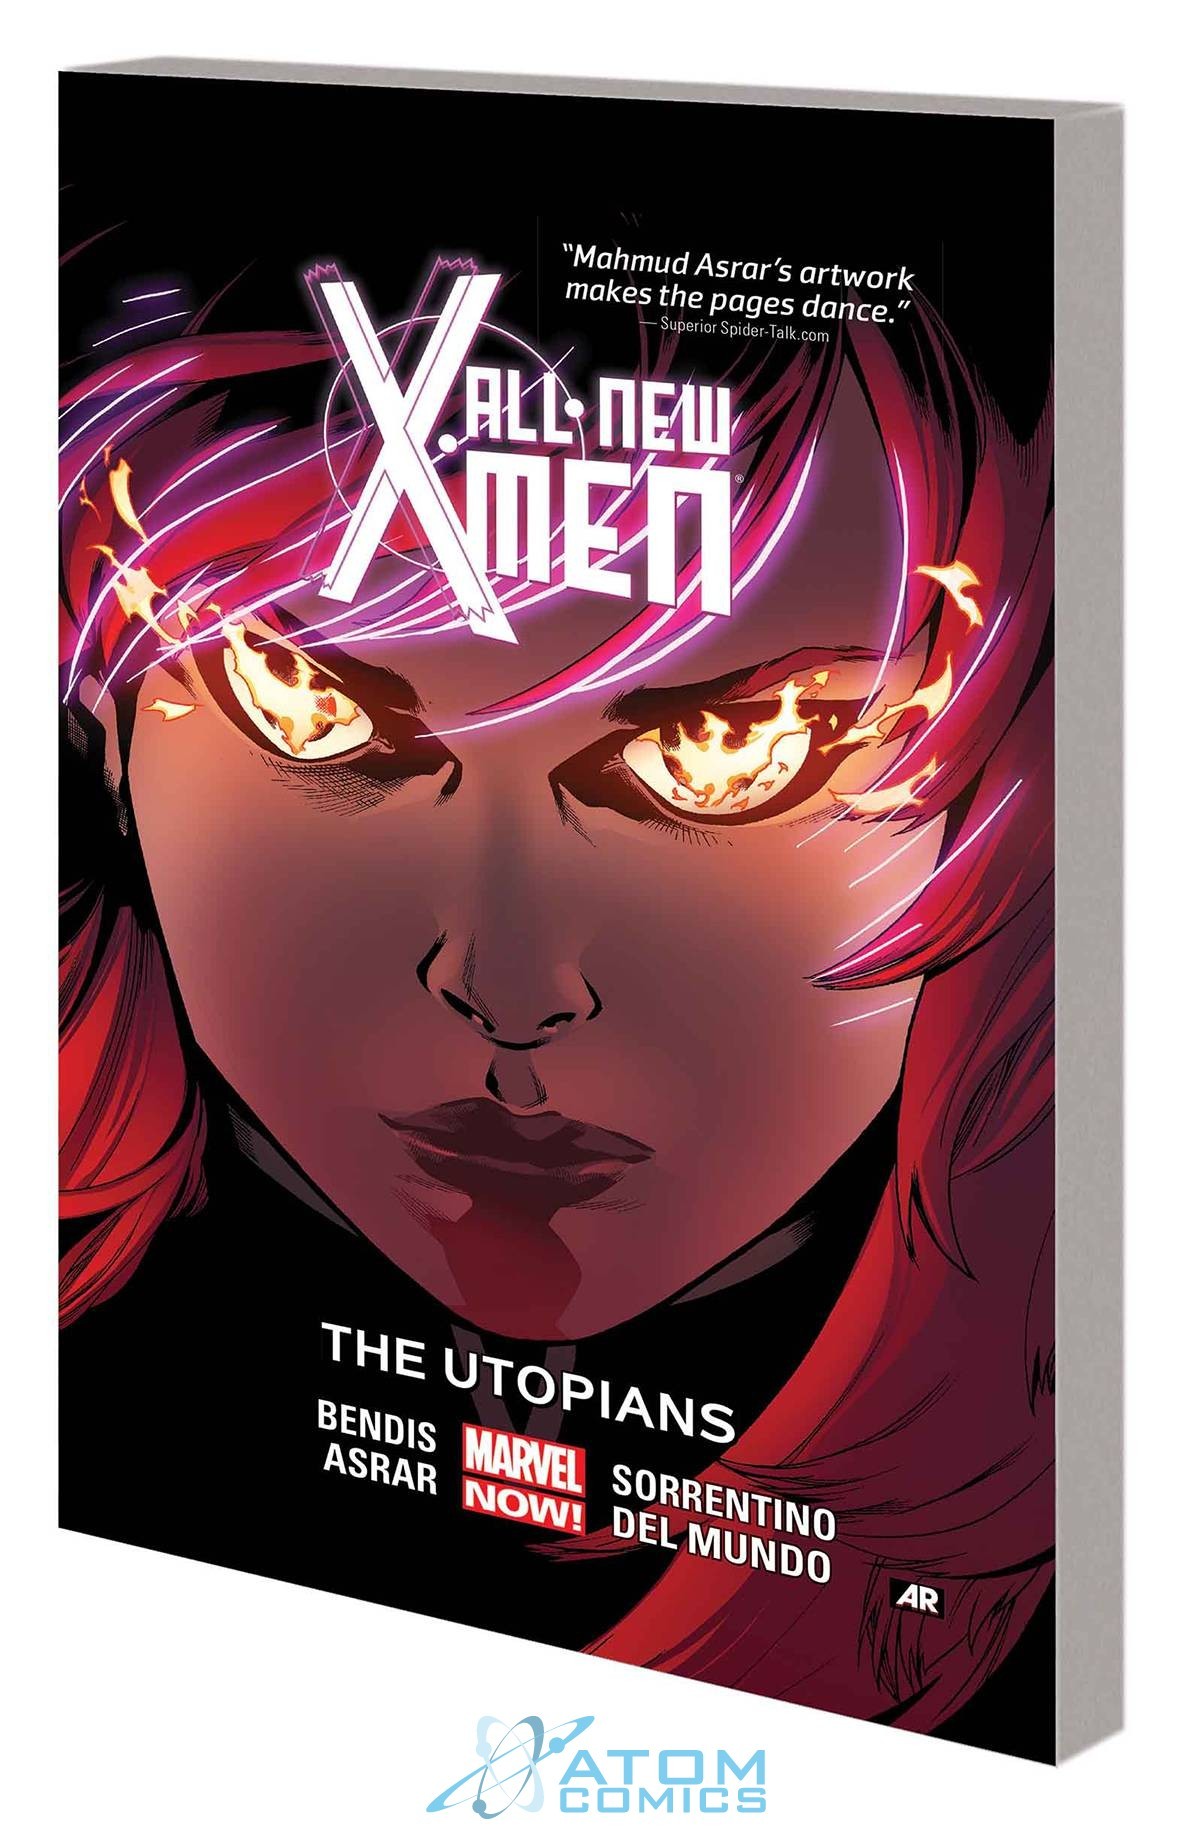 “Mahmud Asrar’s artwork
makes the pages dance.”
— Superior Spider-Talk.com
X
ALL·NEW
X·MEN®
THE UTOPIANS
BENDIS
ASRAR
MARVEL
NOW!
SORRENTINO
DEL MUNDO
AR
ATOM
COMICS